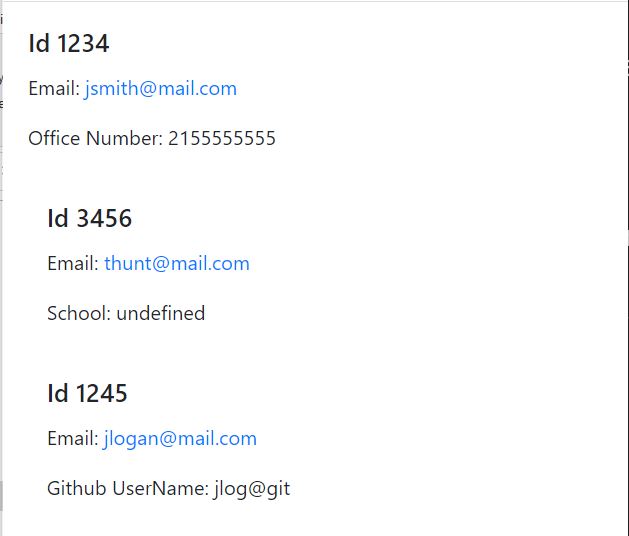 Id 1234
Email: jsmith@mail.com
Office Number: 2155555555
Id 3456
Email: thunt@mail.com
School: undefined
Id 1245
Email: jlogan@mail.com
Github UserName: jlog@git